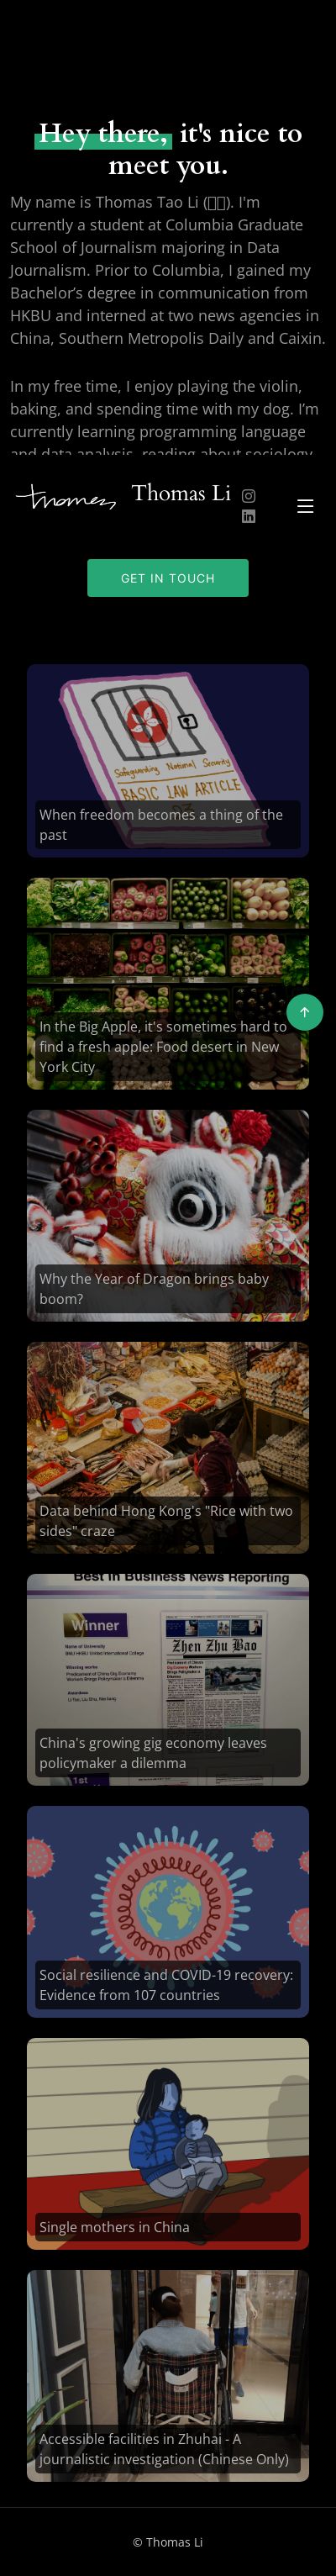 Hey there, it's nice to
meet you.
My name is Thomas Tao Li (). I'm
currently a student at Columbia Graduate
School of Journalism majoring in Data
Journalism. Prior to Columbia, I gained my
Bachelor’s degree in communication from
HKBU and interned at two news agencies in
China, Southern Metropolis Daily and Caixin.
In my free time, I enjoy playing the violin,
baking, and spending time with my dog. I’m
currently learning programming language
and data analysis, reading about sociology
Thomas Li
GET IN TOUCH
Safeguarding National Security
BASIC LAW ARTICLE
When freedom becomes a thing of the
past
In the Big Apple, it's sometimes hard to
find a fresh apple: Food desert in New
York City
Why the Year of Dragon brings baby
boom?
Data behind Hong Kong's "Rice with two
sides" craze
Best in Business News Reporting
Winner
Zhen Zhu Bao
China's growing gig economy leaves
policymaker a dilemma
1st
Social resilience and COVID-19 recovery:
Evidence from 107 countries
Single mothers in China
Accessible facilities in Zhuhai - A
journalistic investigation (Chinese Only)
© Thomas Li